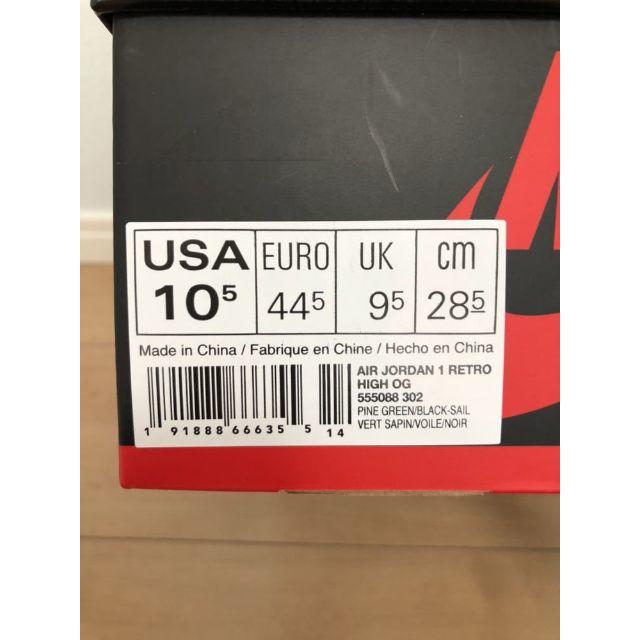 USA EURO UK cm
10⁵ 44⁵ 9⁵ 28⁵
Made in China / Fabrique en Chine / Hecho en China
AIR JORDAN 1 RETRO
HIGH OG
555088 302
PINE GREEN/BLACK-SAIL
VERT SAPIN/VOILE/NOIR
1 91888 66635 5 14